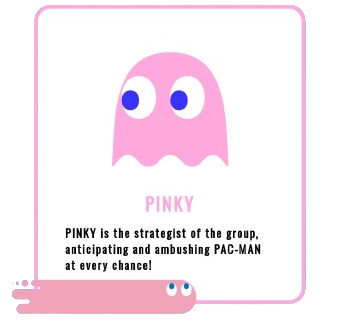 PINKY
PINKY is the strategist of the group,
anticipating and ambushing PAC-MAN
at every chance!